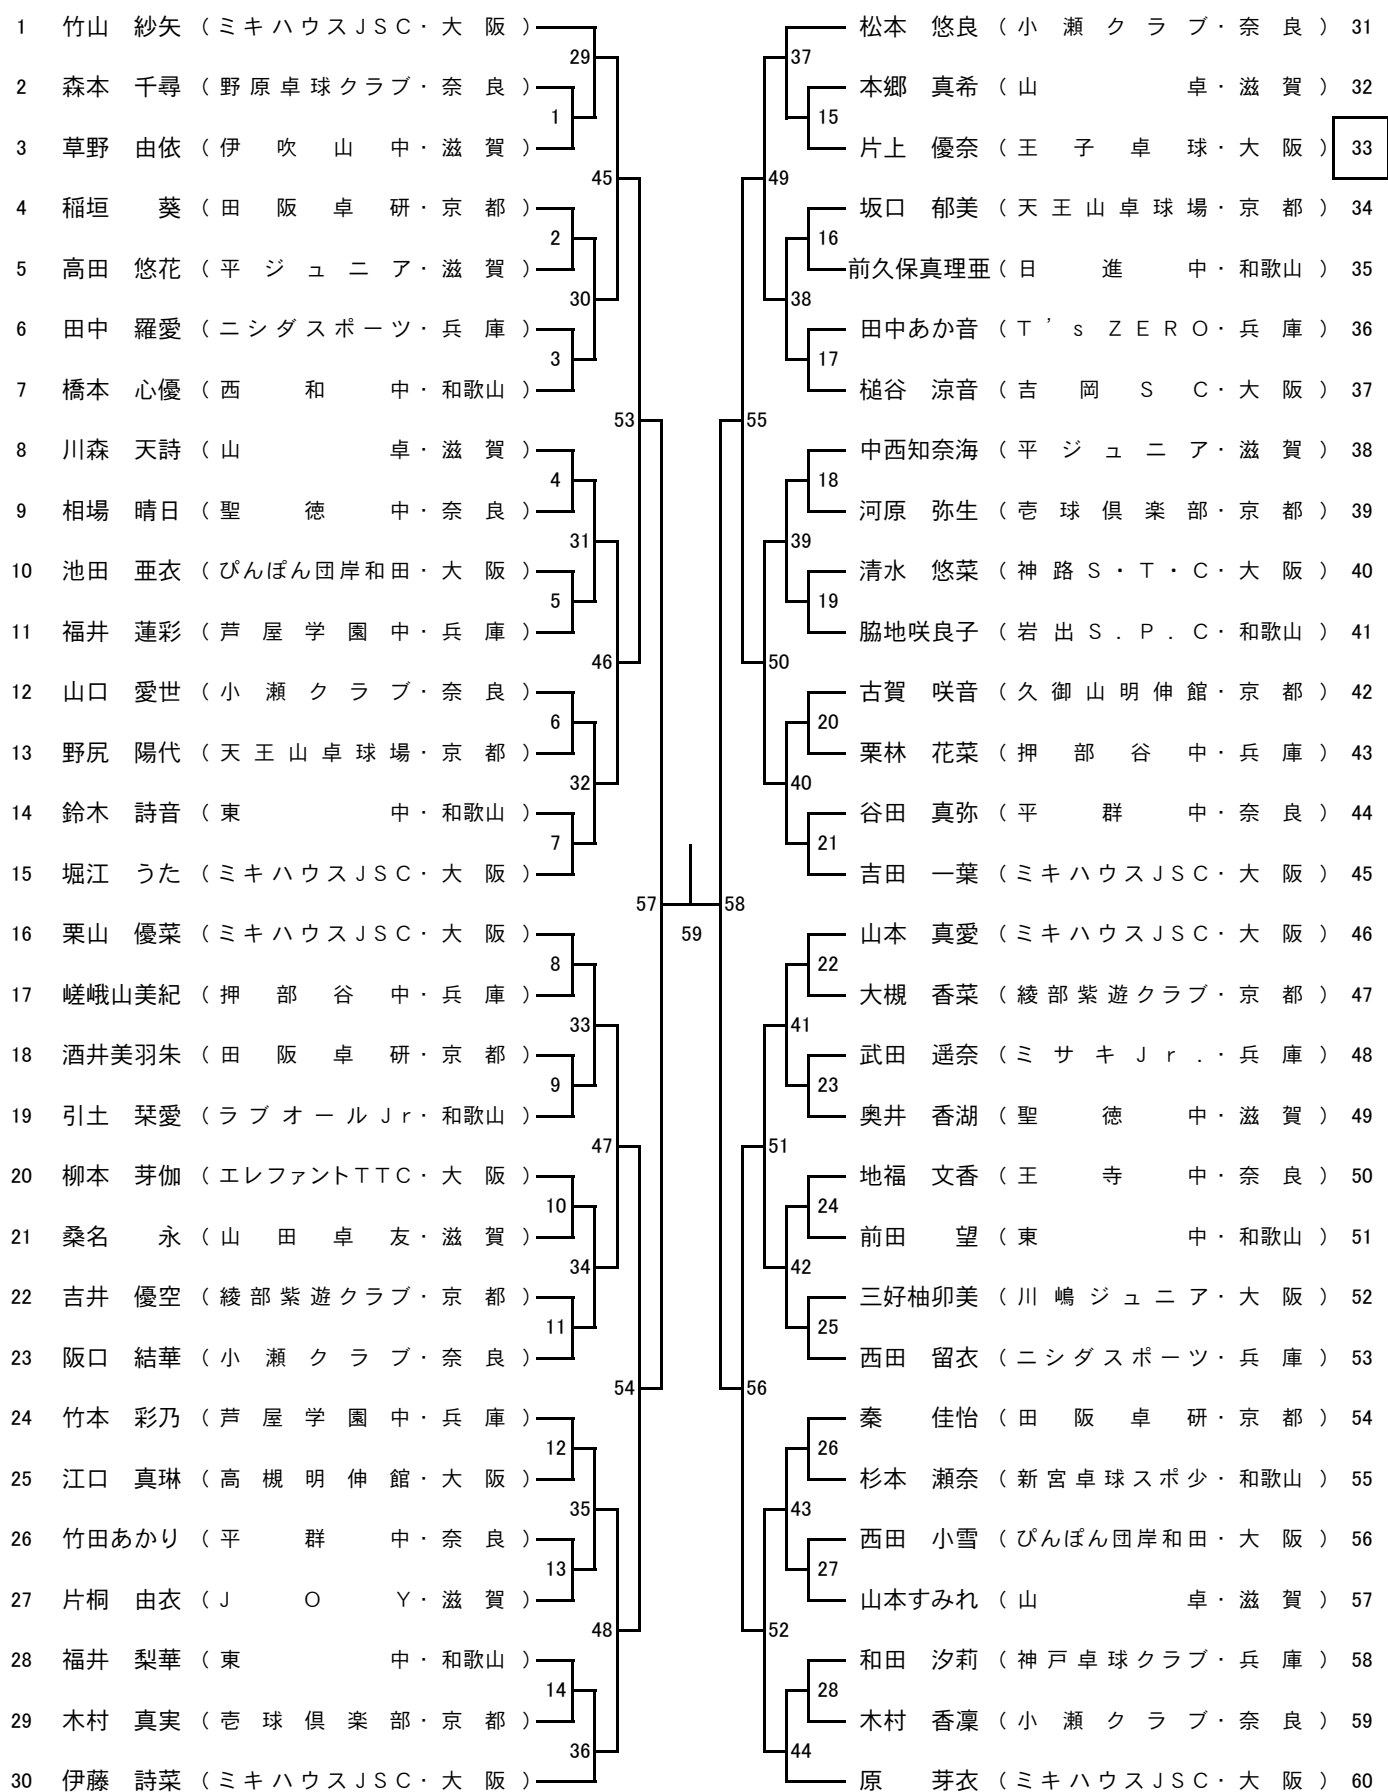 1 竹山 紗矢 (ミキハウスJSC・大 阪)
29
2 森本 千尋 (野原卓球クラブ・奈 良)
1
3 草野 由依 (伊吹山中・滋 賀)
45
4 稲垣 葵 (田阪卓研・京 都)
2
5 高田 悠花 (平ジュニア・滋 賀)
30
6 田中 羅愛 (ニシダスポーツ・兵 庫)
3
7 橋本 心優 (西和中・和歌山)
53
8 川森 天詩 (山卓・滋 賀)
4
9 相場 晴日 (聖徳中・奈 良)
31
10 池田 亜衣 (ぴんぽん団岸和田・大 阪)
5
11 福井 蓮彩 (芦屋学園中・兵 庫)
46
12 山口 愛世 (小瀬クラブ・奈 良)
6
13 野尻 陽代 (天王山卓球場・京 都)
32
14 鈴木 詩音 (東中・和歌山)
7
15 堀江 うた (ミキハウスJSC・大 阪)
57
16 栗山 優菜 (ミキハウスJSC・大 阪)
8
17 嵯峨山美紀 (押部谷中・兵 庫)
33
18 酒井美羽朱 (田阪卓研・京 都)
9
19 引土 栞愛 (ラブオールJr・和歌山)
47
20 柳本 芽伽 (エレファントTTC・大 阪)
10
21 桑名 永 (山田卓友・滋 賀)
34
22 吉井 優空 (綾部紫遊クラブ・京 都)
11
23 阪口 結華 (小瀬クラブ・奈 良)
54
24 竹本 彩乃 (芦屋学園中・兵 庫)
12
25 江口 真琳 (高槻明伸館・大 阪)
35
26 竹田あかり (平群中・奈 良)
13
27 片桐 由衣 (JOY・滋 賀)
48
28 福井 梨華 (東中・和歌山)
14
29 木村 真実 (壱球倶楽部・京 都)
36
30 伊藤 詩菜 (ミキハウスJSC・大 阪)
59
松本 悠良 (小瀬クラブ・奈 良) 31
37
本郷 真希 (山卓・滋 賀) 32
15
片上 優奈 (王子卓球・大 阪) 33
49
坂口 郁美 (天王山卓球場・京 都) 34
16
前久保真理亜 (日進中・和歌山) 35
38
田中あか音 (T'sZERO・兵 庫) 36
17
槌谷 涼音 (吉岡SC・大 阪) 37
55
中西知奈海 (平ジュニア・滋 賀) 38
18
河原 弥生 (壱球倶楽部・京 都) 39
39
清水 悠菜 (神路S・T・C・大 阪) 40
19
脇地咲良子 (岩出S.P.C・和歌山) 41
50
古賀 咲音 (久御山明伸館・京 都) 42
20
栗林 花菜 (押部谷中・兵 庫) 43
40
谷田 真弥 (平群中・奈 良) 44
21
吉田 一葉 (ミキハウスJSC・大 阪) 45
58
山本 真愛 (ミキハウスJSC・大 阪) 46
22
大槻 香菜 (綾部紫遊クラブ・京 都) 47
41
武田 遥奈 (ミサキJr.・兵 庫) 48
23
奥井 香湖 (聖徳中・滋 賀) 49
51
地福 文香 (王寺中・奈 良) 50
24
前田 望 (東中・和歌山) 51
42
三好柚卯美 (川嶋ジュニア・大 阪) 52
25
西田 留衣 (ニシダスポーツ・兵 庫) 53
56
秦 佳怡 (田阪卓研・京 都) 54
26
杉本 瀬奈 (新宮卓球スポ少・和歌山) 55
43
西田 小雪 (ぴんぽん団岸和田・大 阪) 56
27
山本すみれ (山卓・滋 賀) 57
52
和田 汐莉 (神戸卓球クラブ・兵 庫) 58
28
木村 香凜 (小瀬クラブ・奈 良) 59
44
原 芽衣 (ミキハウスJSC・大 阪) 60